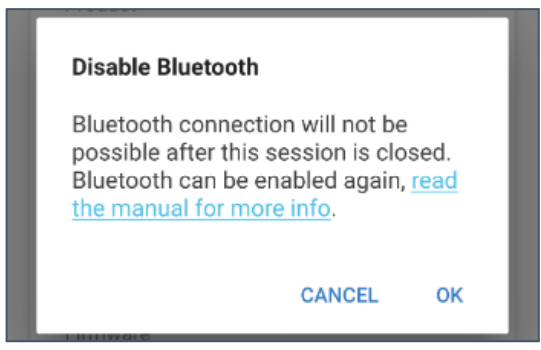 Disable Bluetooth
Bluetooth connection will not be
possible after this session is closed.
Bluetooth can be enabled again, read
the manual for more info.
CANCEL OK
Firmware